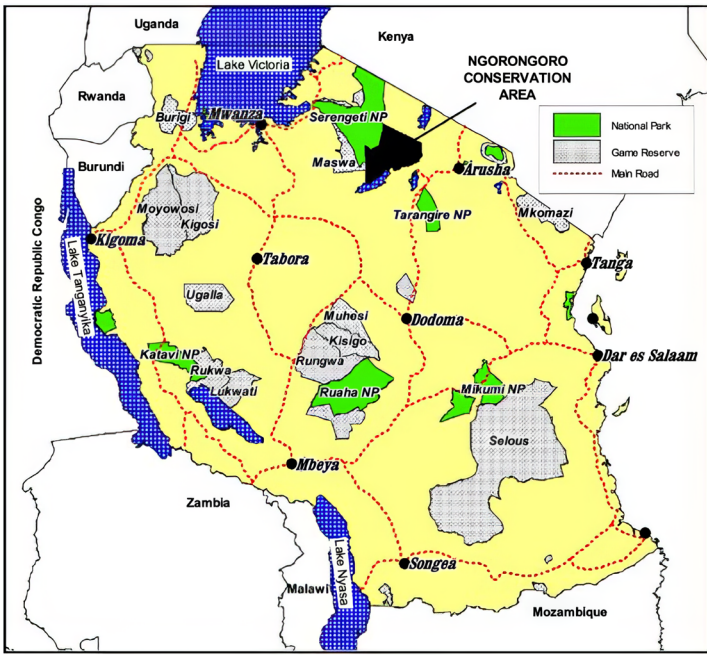 Uganda
Kenya
Lake Victoria
NGORONGORO
CONSERVATION
AREA
Rwanda
Burigi
Mwanza
Serengeti NP
National Park
Game Reserve
Main Road
Burundi
Maswa
Arusha
Moyowosi
Kigosi
Tarangire NP
Mkomazi
Kigoma
Tabora
Tanga
Democratic Republic Congo
Lake Tanganyika
Ugalla
Muhesi
Dodoma
Kisigo
Katavi NP
Rungwa
Dar es Salaam
Rukwa
Lukwati
Ruaha NP
Mikumi NP
Selous
Mbeya
Zambia
Lake Nyasa
Songea
Malawi
Mozambique